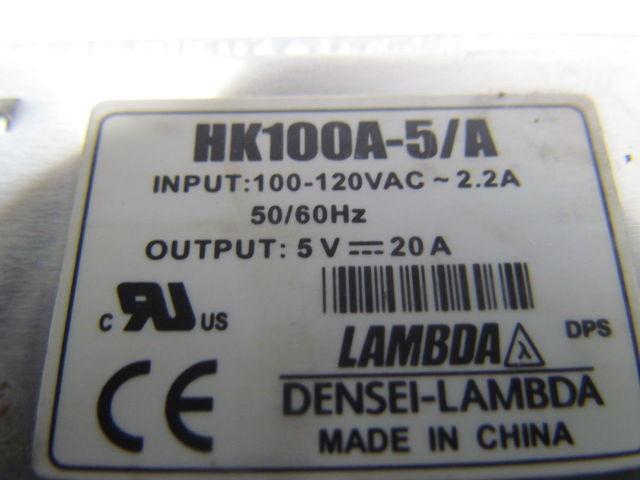 HK100A-5/A
INPUT:100-120VAC ~ 2.2A
50/60Hz
OUTPUT: 5 V ⎓ 20 A
C RU US
LAMBDA λ DPS
CE
DENSEI-LAMBDA
MADE IN CHINA